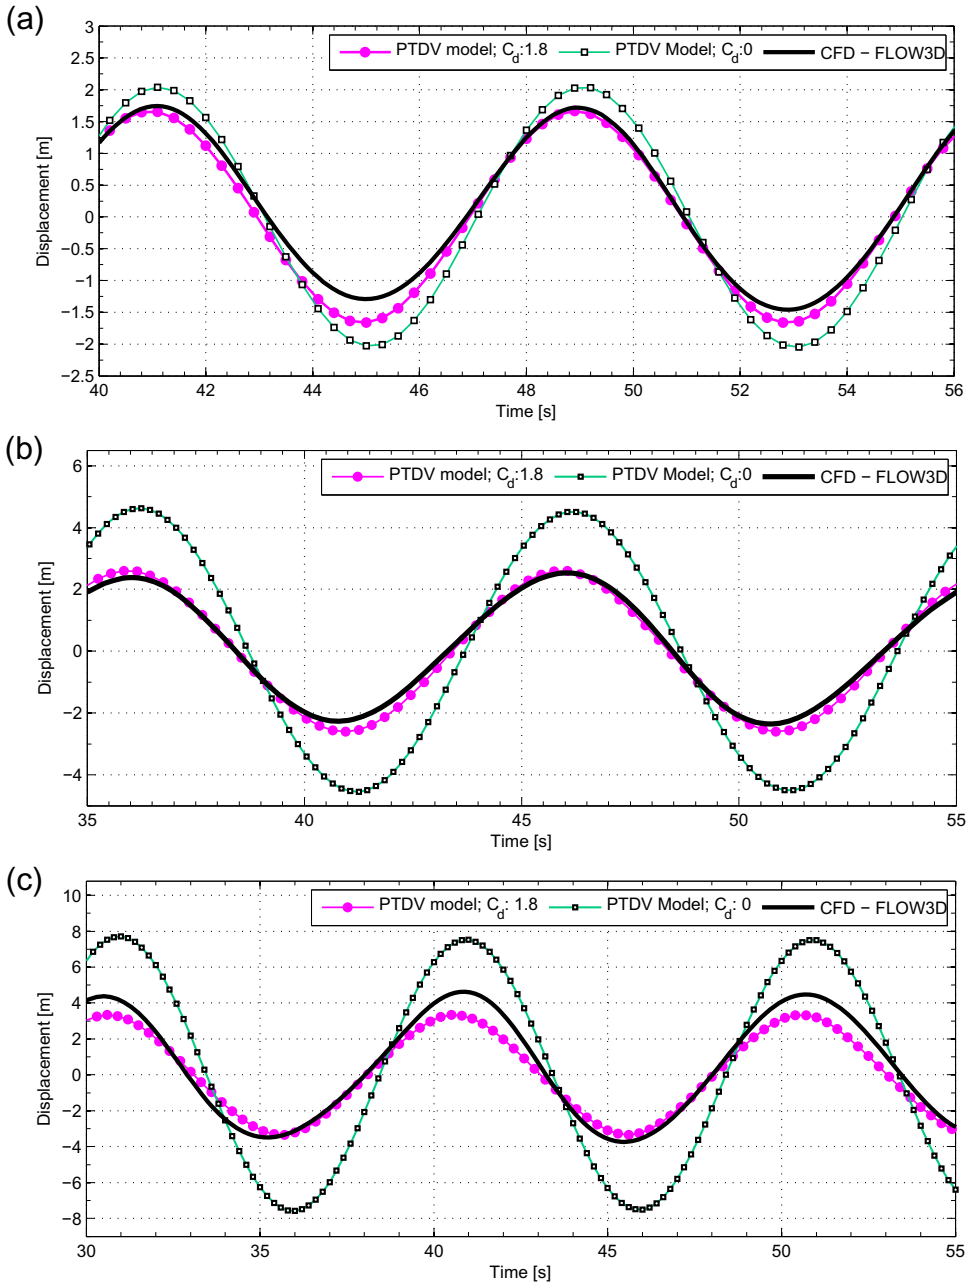 (a)
PTDV model; C_d:1.8 PTDV Model; C_d:0 CFD − FLOW3D
2.5
2
1.5
1
0.5
0
−0.5
−1
−1.5
−2
−2.5
Displacement [m]
40 42 44 46 48 50 52 54 56
Time [s]
(b)
PTDV model; C_d:1.8 PTDV Model; C_d:0 CFD − FLOW3D
6
4
2
0
−2
−4
Displacement [m]
35 40 45 50 55
Time [s]
(c)
PTDV model; C_d: 1.8 PTDV Model; C_d: 0 CFD − FLOW3D
10
8
6
4
2
0
−2
−4
−6
−8
Displacement [m]
30 35 40 45 50 55
Time [s]